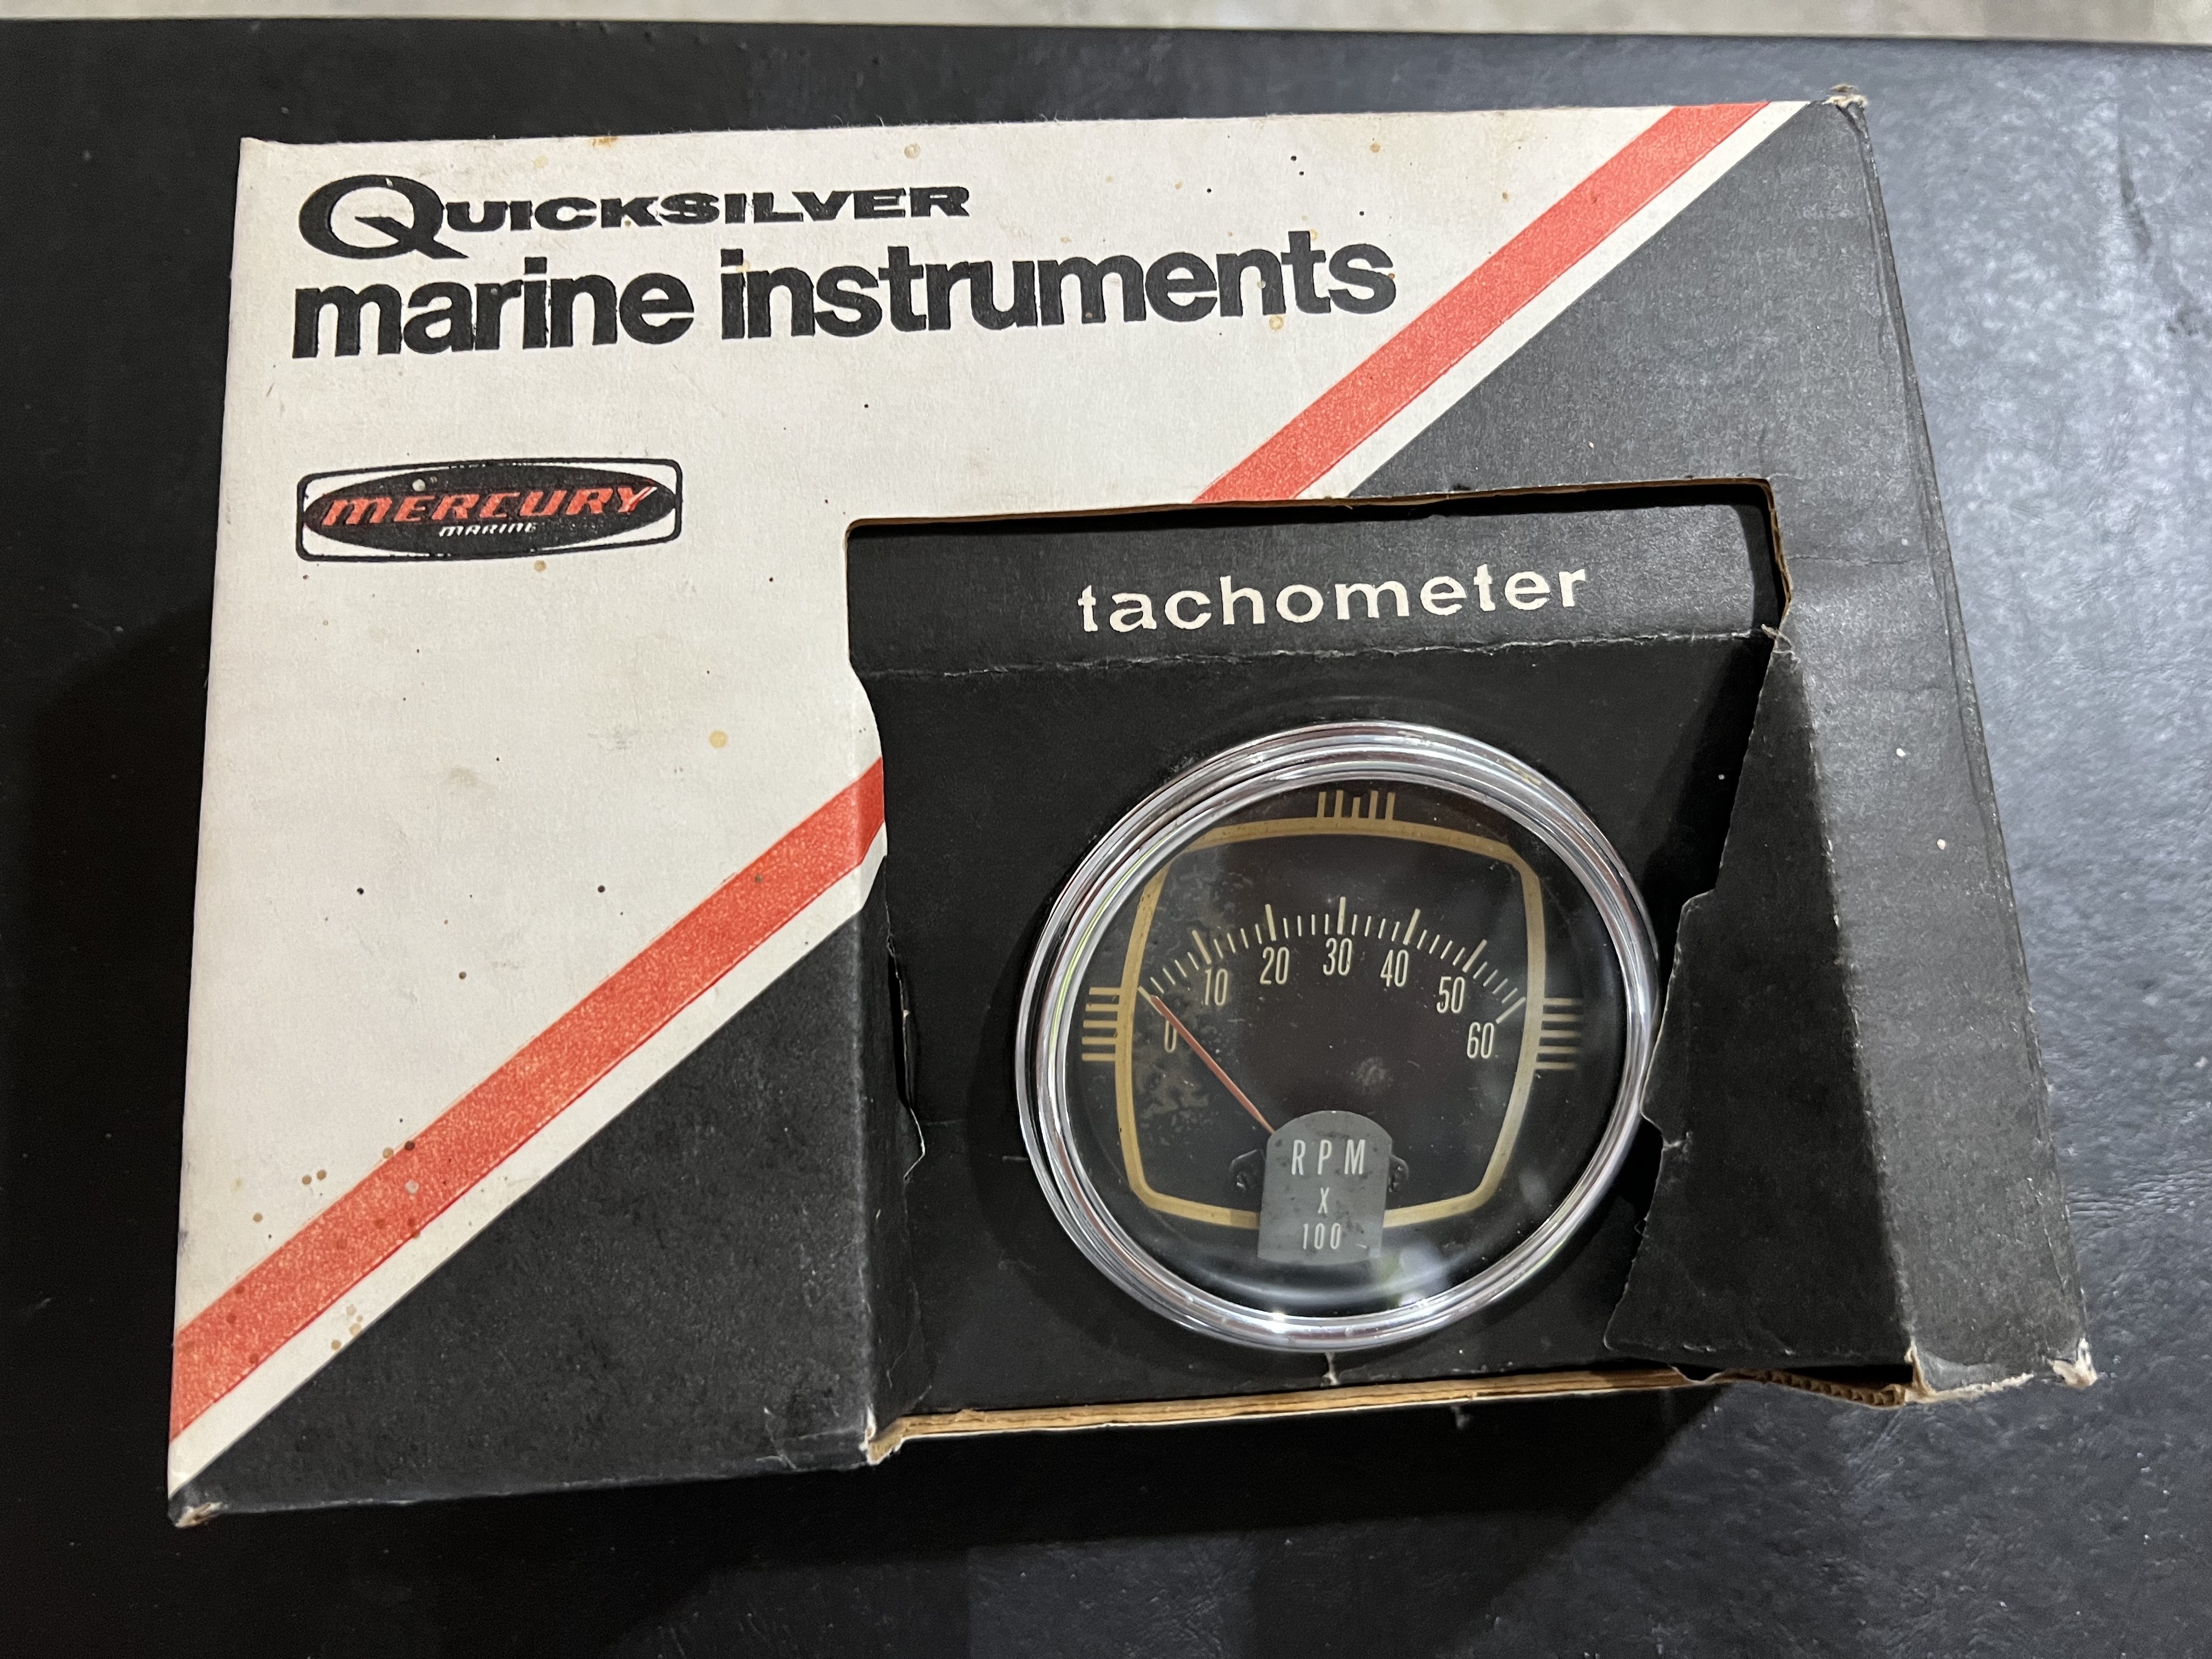 QUICKSILVER
marine instruments
MERCURY
MARINE
tachometer
0 10 20 30 40 50 60
RPM
X
100